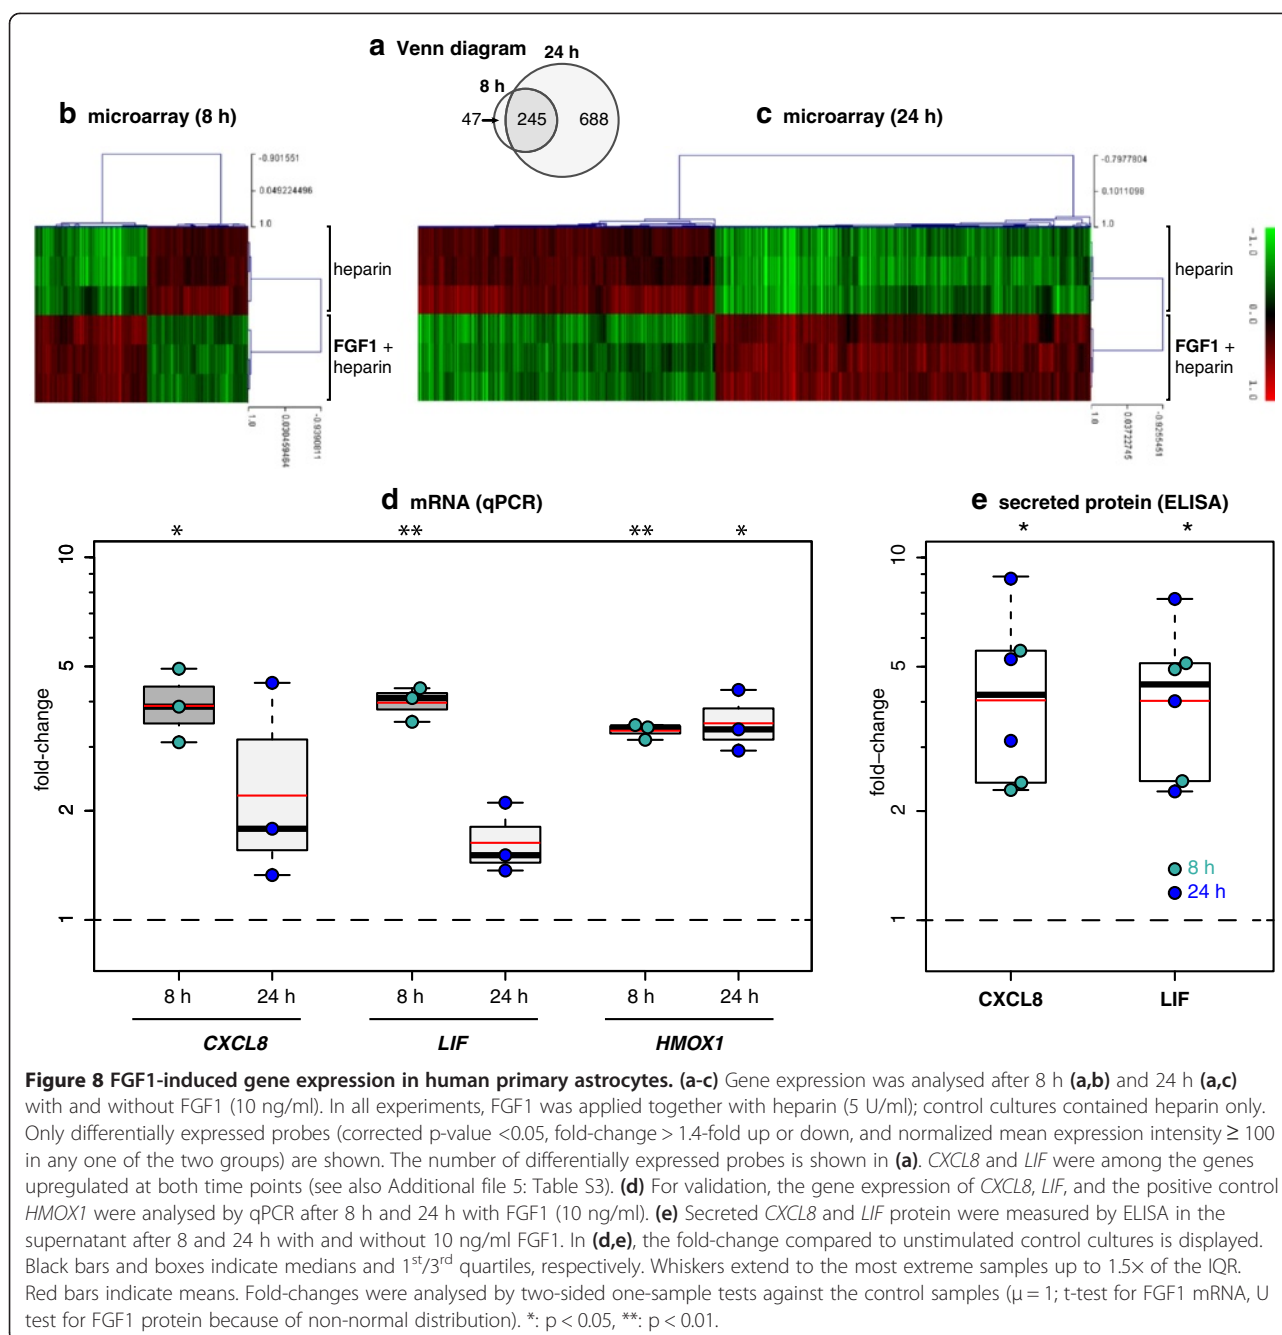 a Venn diagram
24 h
8 h
47
245
688
b microarray (8 h)
c microarray (24 h)
-0.901551
0.049224496
1.0
-0.7977804
0.1011098
1.0
heparin
FGF1 +
heparin
heparin
FGF1 +
heparin
-1.0
0.0
1.0
1.0
0.030459464
-0.9390811
1.0
0.03722745
-0.9255451
d mRNA (qPCR)
* ** ** *
fold-change
10
5
2
1
8 h 24 h 8 h 24 h 8 h 24 h
CXCL8 LIF HMOX1
e secreted protein (ELISA)
* *
fold-change
10
5
2
1
8 h
24 h
CXCL8 LIF
Figure 8 FGF1-induced gene expression in human primary astrocytes. (a-c) Gene expression was analysed after 8 h (a,b) and 24 h (a,c)
with and without FGF1 (10 ng/ml). In all experiments, FGF1 was applied together with heparin (5 U/ml); control cultures contained heparin only.
Only differentially expressed probes (corrected p-value <0.05, fold-change > 1.4-fold up or down, and normalized mean expression intensity ≥ 100
in any one of the two groups) are shown. The number of differentially expressed probes is shown in (a). CXCL8 and LIF were among the genes
upregulated at both time points (see also Additional file 5: Table S3). (d) For validation, the gene expression of CXCL8, LIF, and the positive control
HMOX1 were analysed by qPCR after 8 h and 24 h with FGF1 (10 ng/ml). (e) Secreted CXCL8 and LIF protein were measured by ELISA in the
supernatant after 8 and 24 h with and without 10 ng/ml FGF1. In (d,e), the fold-change compared to unstimulated control cultures is displayed.
Black bars and boxes indicate medians and 1st/3rd quartiles, respectively. Whiskers extend to the most extreme samples up to 1.5× of the IQR.
Red bars indicate means. Fold-changes were analysed by two-sided one-sample tests against the control samples (μ = 1; t-test for FGF1 mRNA, U
test for FGF1 protein because of non-normal distribution). *: p < 0.05, **: p < 0.01.